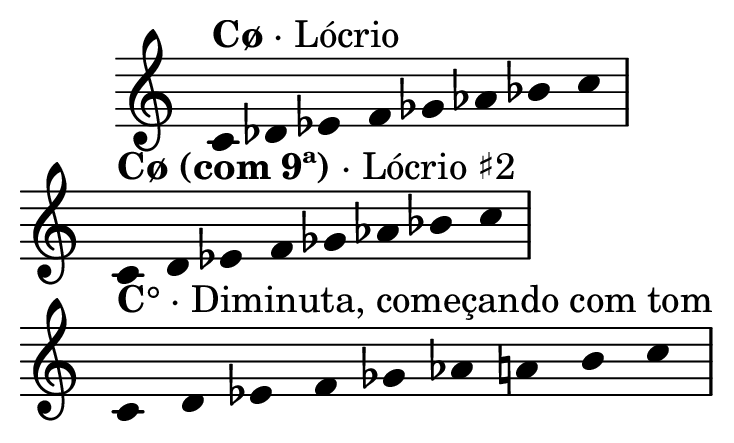 Cø · Lócrio
Cø (com 9ª) · Lócrio ♯2
C° · Diminuta, começando com tom